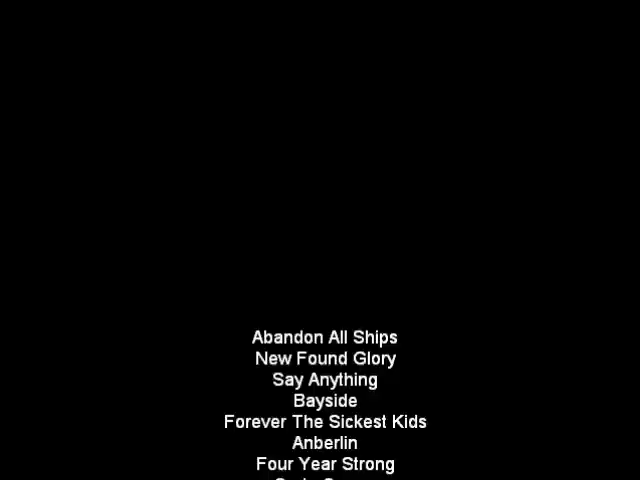 Abandon All Ships
New Found Glory
Say Anything
Bayside
Forever The Sickest Kids
Anberlin
Four Year Strong